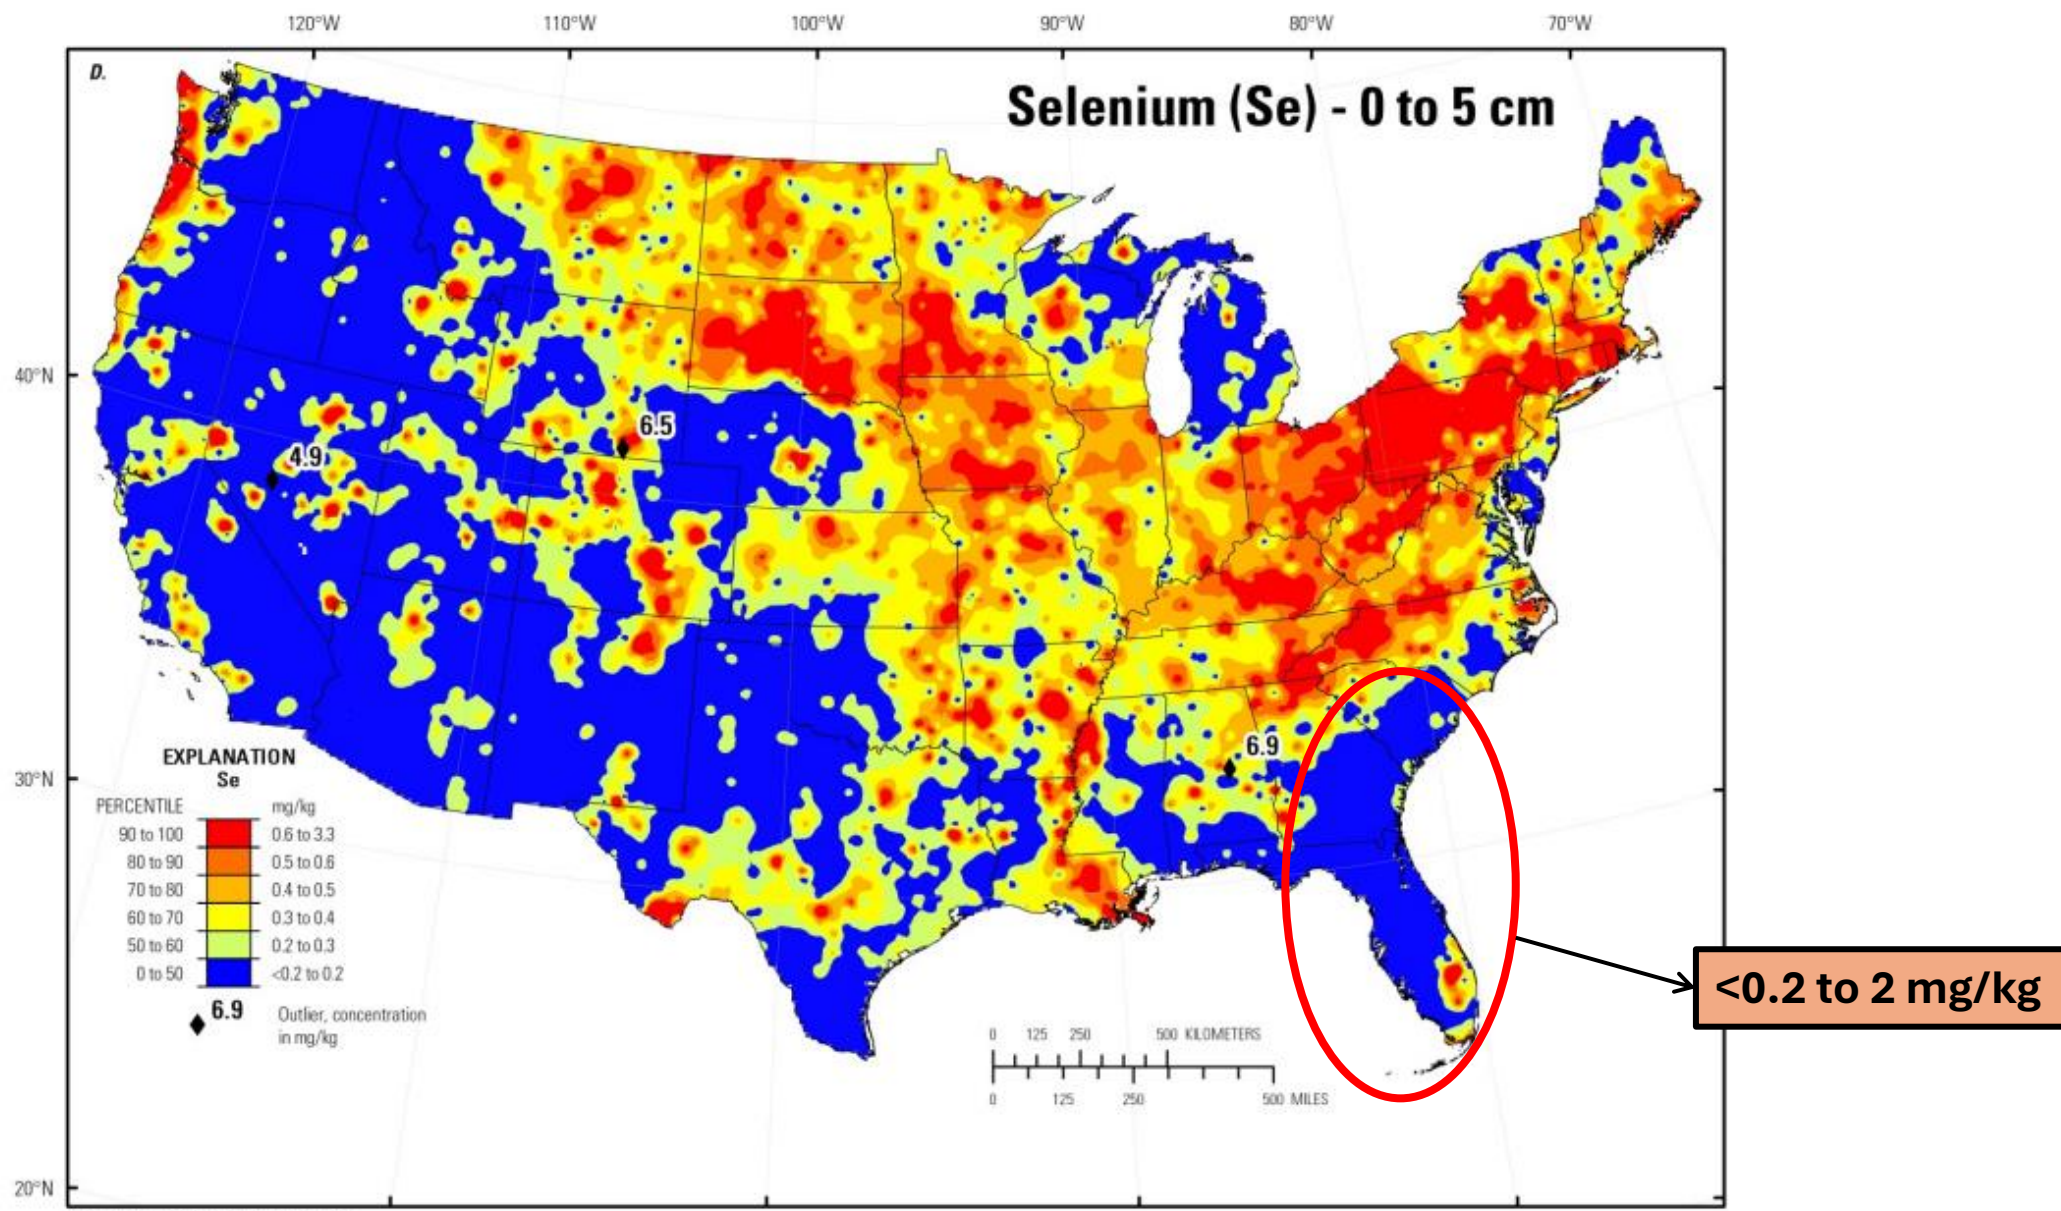 120°W 110°W 100°W 90°W 80°W 70°W
D.
Selenium (Se) - 0 to 5 cm
40°N
6.5
4.9
6.9
30°N
EXPLANATION
Se
PERCENTILE mg/kg
90 to 100 0.6 to 3.3
80 to 90 0.5 to 0.6
70 to 80 0.4 to 0.5
60 to 70 0.3 to 0.4
50 to 60 0.2 to 0.3
0 to 50 <0.2 to 0.2
6.9 Outlier, concentration
in mg/kg
<0.2 to 2 mg/kg
0 125 250 500 KILOMETERS
0 125 250 500 MILES
20°N